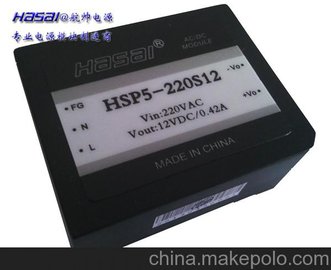 HASAI@航烨电源
专业电源模块制造商
Hasai®
AC-DC
MODULE
-Vo
HSP5-220S12
FG
N
L
Vin:220VAC
Vout:12VDC/0.42A
+Vo
MADE IN CHINA
china.makepolo.com